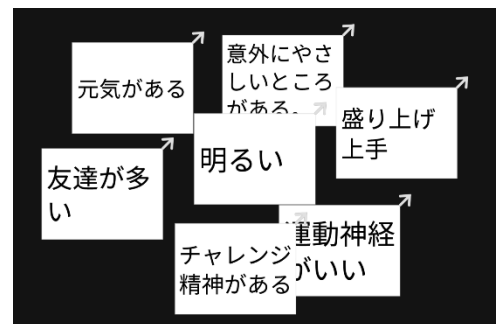 元気がある
意外にやさ
しいところ
がある。
盛り上げ
上手
明るい
友達が多
い
運動神経
がいい
チャレンジ
精神がある